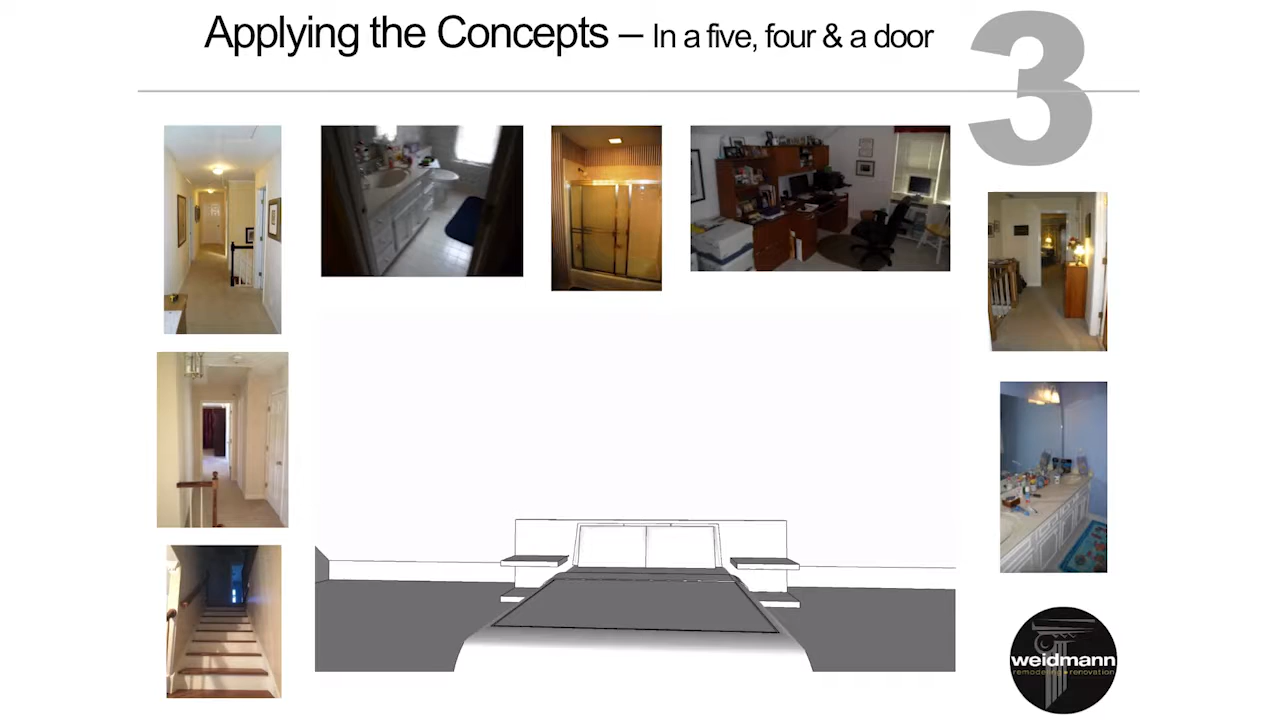 Applying the Concepts – In a five, four & a door
3
weidmann
remodeling • renovation